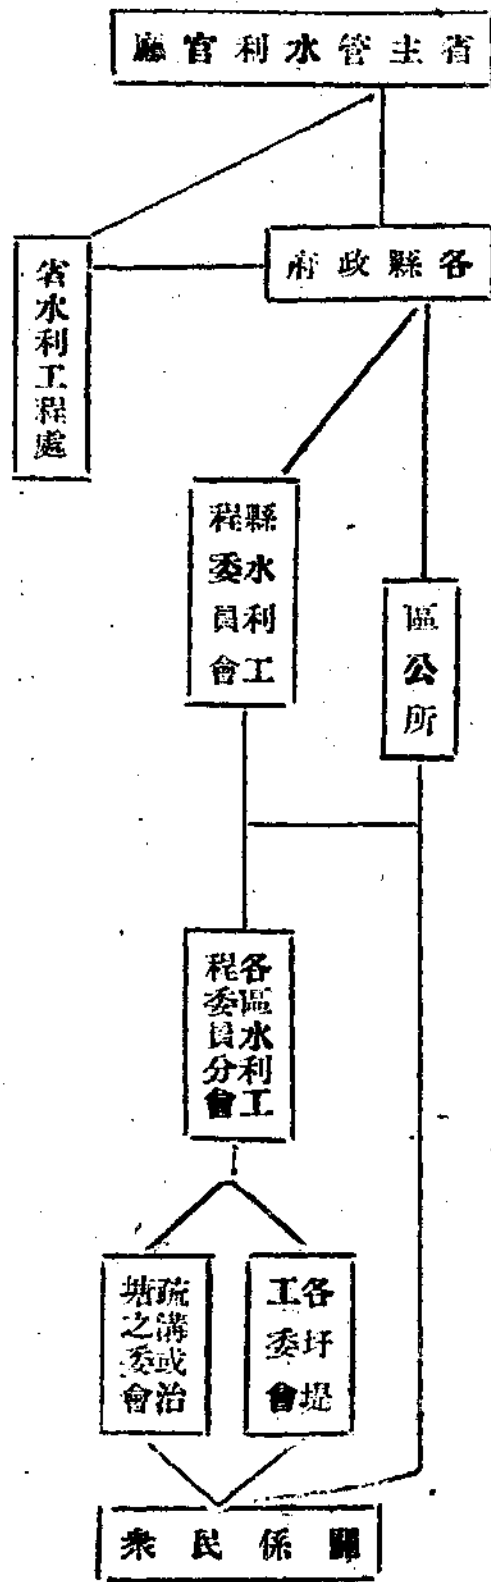 省主管水利官廳
各縣政府
省水利工程處
縣水利工
程委員會
區公所
各區水利工
程委員分會
各圩堤
工委會
疏溝或治
塘之委會
關係民衆